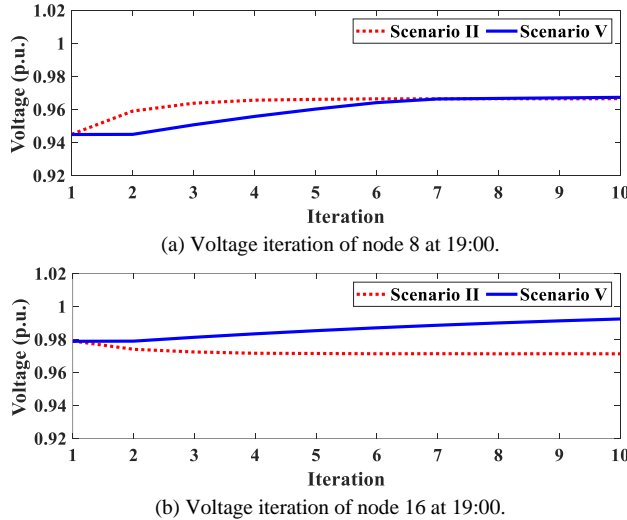 1.02
1
0.98
0.96
0.94
0.92
Voltage (p.u.)
Scenario II
Scenario V
1 2 3 4 5 6 7 8 9 10
Iteration
(a) Voltage iteration of node 8 at 19:00.
1.02
1
0.98
0.96
0.94
0.92
Voltage (p.u.)
Scenario II
Scenario V
1 2 3 4 5 6 7 8 9 10
Iteration
(b) Voltage iteration of node 16 at 19:00.